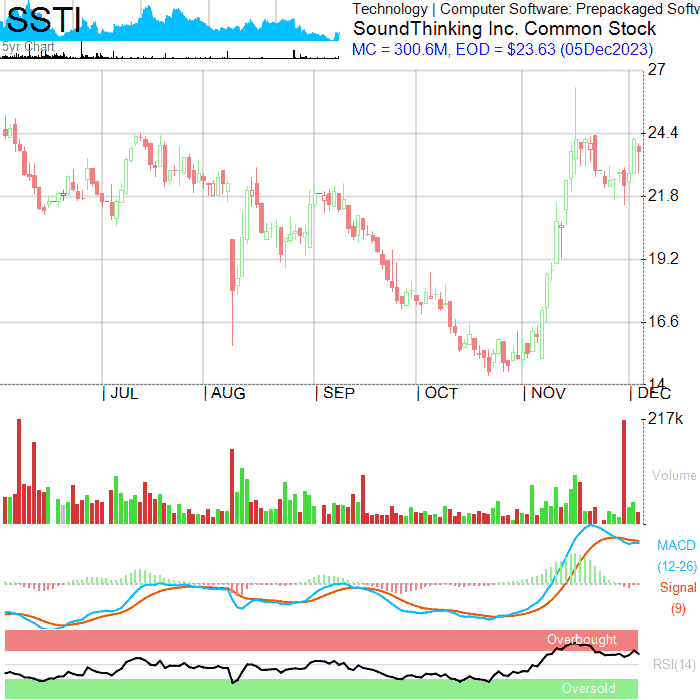 SSTI
5yr Chart
Technology | Computer Software: Prepackaged Softw
SoundThinking Inc. Common Stock
MC = 300.6M, EOD = $23.63 (05Dec2023)
27
24.4
21.8
19.2
16.6
14
| JUL | AUG | SEP | OCT | NOV | DEC
217k
Volume
MACD
(12-26)
Signal
(9)
Overbought
RSI(14)
Oversold